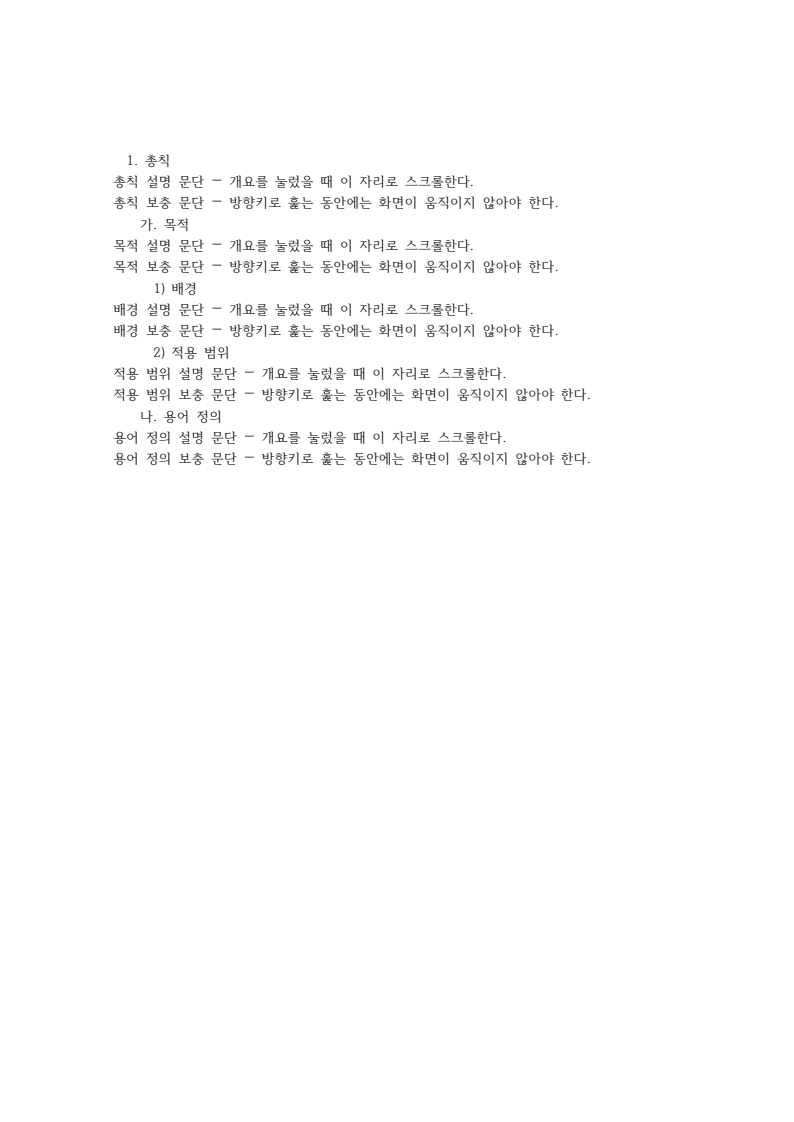 1. 총칙
총칙 설명 문단 — 개요를 눌렀을 때 이 자리로 스크롤한다.
총칙 보충 문단 — 방향키로 훑는 동안에는 화면이 움직이지 않아야 한다.
가. 목적
목적 설명 문단 — 개요를 눌렀을 때 이 자리로 스크롤한다.
목적 보충 문단 — 방향키로 훑는 동안에는 화면이 움직이지 않아야 한다.
1) 배경
배경 설명 문단 — 개요를 눌렀을 때 이 자리로 스크롤한다.
배경 보충 문단 — 방향키로 훑는 동안에는 화면이 움직이지 않아야 한다.
2) 적용 범위
적용 범위 설명 문단 — 개요를 눌렀을 때 이 자리로 스크롤한다.
적용 범위 보충 문단 — 방향키로 훑는 동안에는 화면이 움직이지 않아야 한다.
나. 용어 정의
용어 정의 설명 문단 — 개요를 눌렀을 때 이 자리로 스크롤한다.
용어 정의 보충 문단 — 방향키로 훑는 동안에는 화면이 움직이지 않아야 한다.